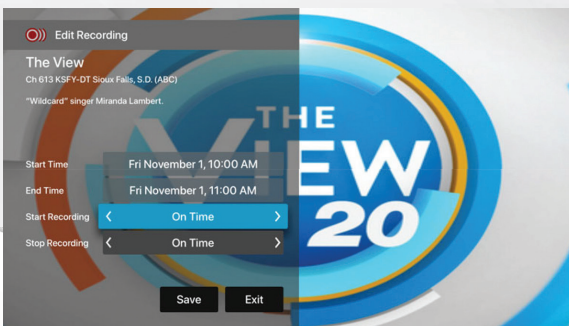 Edit Recording
The View
Ch 613 KSFY-DT Sioux Falls, S.D. (ABC)
"Wildcard" singer Miranda Lambert.
Start Time Fri November 1, 10:00 AM
End Time Fri November 1, 11:00 AM
Start Recording < On Time >
Stop Recording < On Time >
Save Exit
THE
VIEW
20